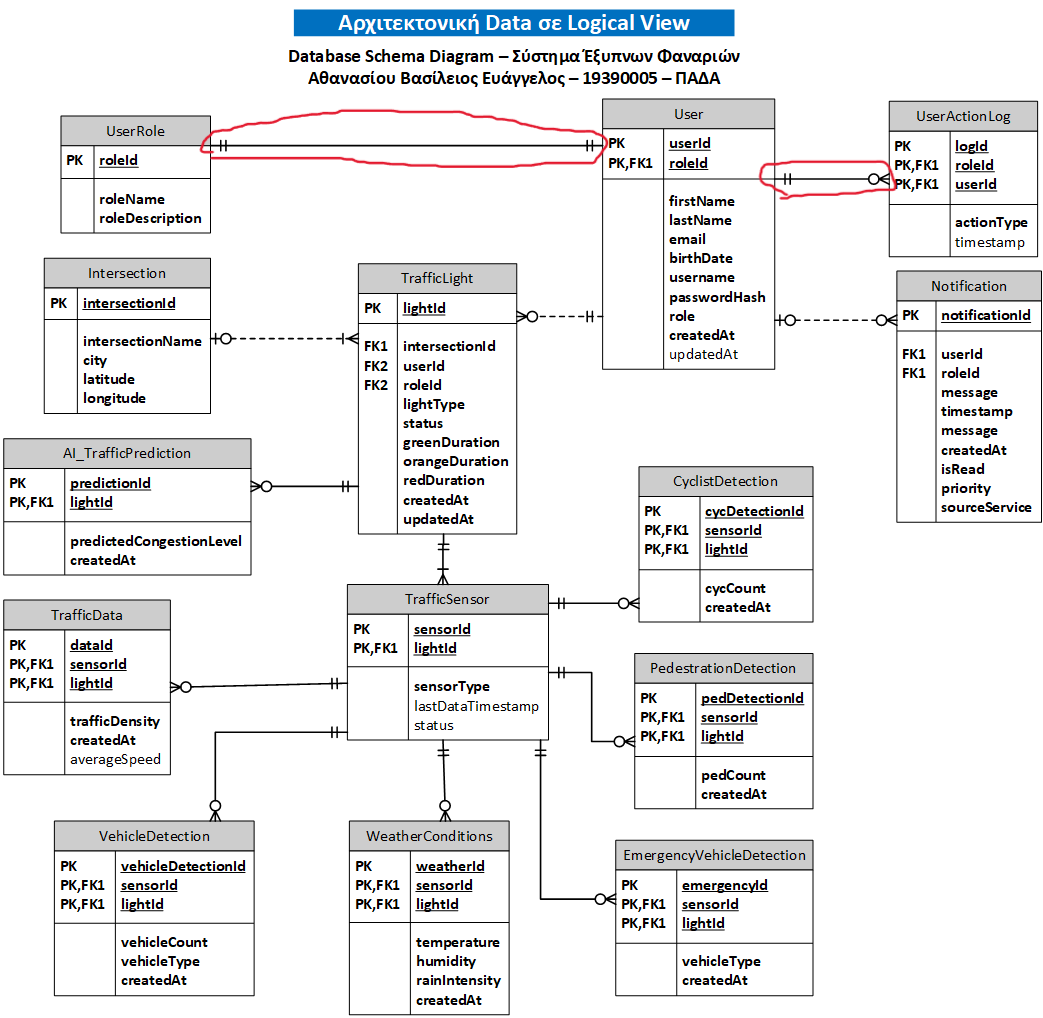 Αρχιτεκτονική Data σε Logical View
Database Schema Diagram – Σύστημα Έξυπνων Φαναριών
Αθανασίου Βασίλειος Ευάγγελος – 19390005 – ΠΑΔΑ
UserRole
PK roleId
roleName
roleDescription
User
PK userId
PK,FK1 roleId
firstName
lastName
email
birthDate
username
passwordHash
role
createdAt
updatedAt
UserActionLog
PK logId
PK,FK1 roleId
PK,FK1 userId
actionType
timestamp
Intersection
PK intersectionId
intersectionName
city
latitude
longitude
TrafficLight
PK lightId
FK1 intersectionId
FK2 userId
FK2 roleId
lightType
status
greenDuration
orangeDuration
redDuration
createdAt
updatedAt
Notification
PK notificationId
FK1 userId
FK1 roleId
message
timestamp
message
createdAt
isRead
priority
sourceService
AI_TrafficPrediction
PK predictionId
PK,FK1 lightId
predictedCongestionLevel
createdAt
CyclistDetection
PK cycDetectionId
PK,FK1 sensorId
PK,FK1 lightId
cycCount
createdAt
TrafficData
PK dataId
PK,FK1 sensorId
PK,FK1 lightId
trafficDensity
createdAt
averageSpeed
TrafficSensor
PK sensorId
PK,FK1 lightId
sensorType
lastDataTimestamp
status
PedestrationDetection
PK pedDetectionId
PK,FK1 sensorId
PK,FK1 lightId
pedCount
createdAt
VehicleDetection
PK vehicleDetectionId
PK,FK1 sensorId
PK,FK1 lightId
vehicleCount
vehicleType
createdAt
WeatherConditions
PK weatherId
PK,FK1 sensorId
PK,FK1 lightId
temperature
humidity
rainIntensity
createdAt
EmergencyVehicleDetection
PK emergencyId
PK,FK1 sensorId
PK,FK1 lightId
vehicleType
createdAt